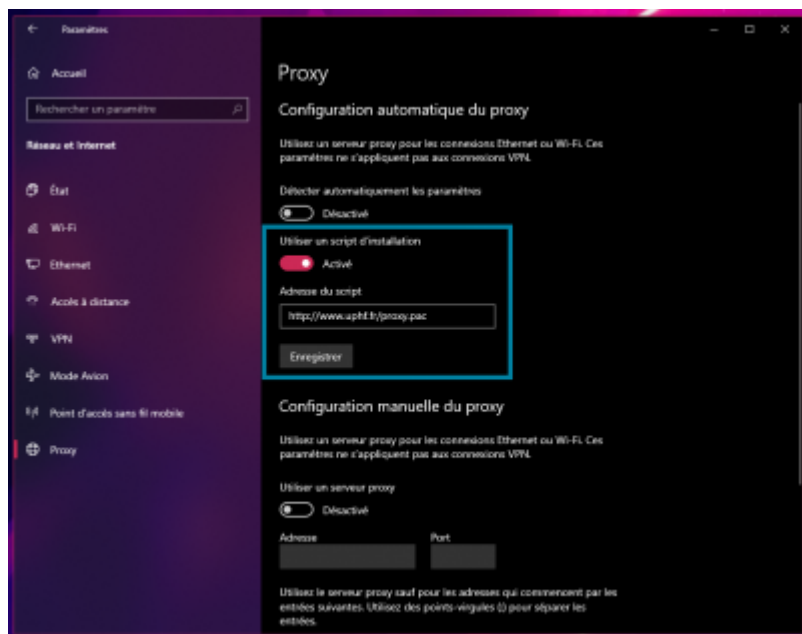 Paramètres
Accueil
Rechercher un paramètre
Réseau et Internet
État
Wi-Fi
Ethernet
Accès à distance
VPN
Mode Avion
Point d'accès sans fil mobile
Proxy
Proxy
Configuration automatique du proxy
Utilisez un serveur proxy pour les connexions Ethernet ou Wi-Fi. Ces
paramètres ne s'appliquent pas aux connexions VPN.
Détecter automatiquement les paramètres
Désactivé
Utiliser un script d'installation
Activé
Adresse du script
http://www.uphf.fr/proxy.pac
Enregistrer
Configuration manuelle du proxy
Utilisez un serveur proxy pour les connexions Ethernet ou Wi-Fi. Ces
paramètres ne s'appliquent pas aux connexions VPN.
Utiliser un serveur proxy
Désactivé
Adresse Port
Utilisez le serveur proxy sauf pour les adresses qui commencent par les
entrées suivantes. Utilisez des points-virgules (;) pour séparer les
entrées.